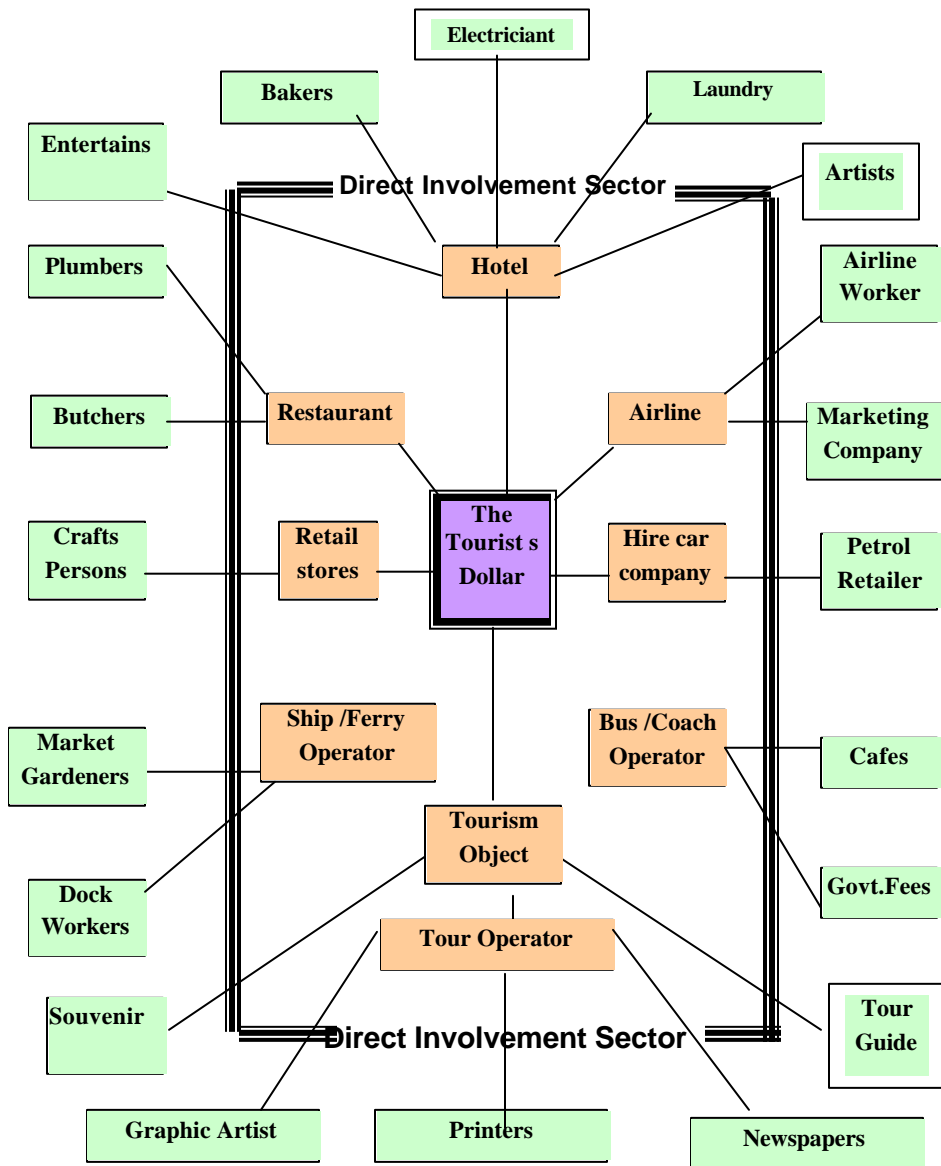 Electriciant
Bakers
Laundry
Entertains
Direct Involvement Sector
Artists
Plumbers
Hotel
Airline
Worker
Butchers
Restaurant
Airline
Marketing
Company
Crafts
Persons
Retail
stores
The
Tourist s
Dollar
Hire car
company
Petrol
Retailer
Market
Gardeners
Ship /Ferry
Operator
Bus /Coach
Operator
Cafes
Tourism
Object
Dock
Workers
Govt.Fees
Tour Operator
Souvenir
Direct Involvement Sector
Tour
Guide
Graphic Artist
Printers
Newspapers